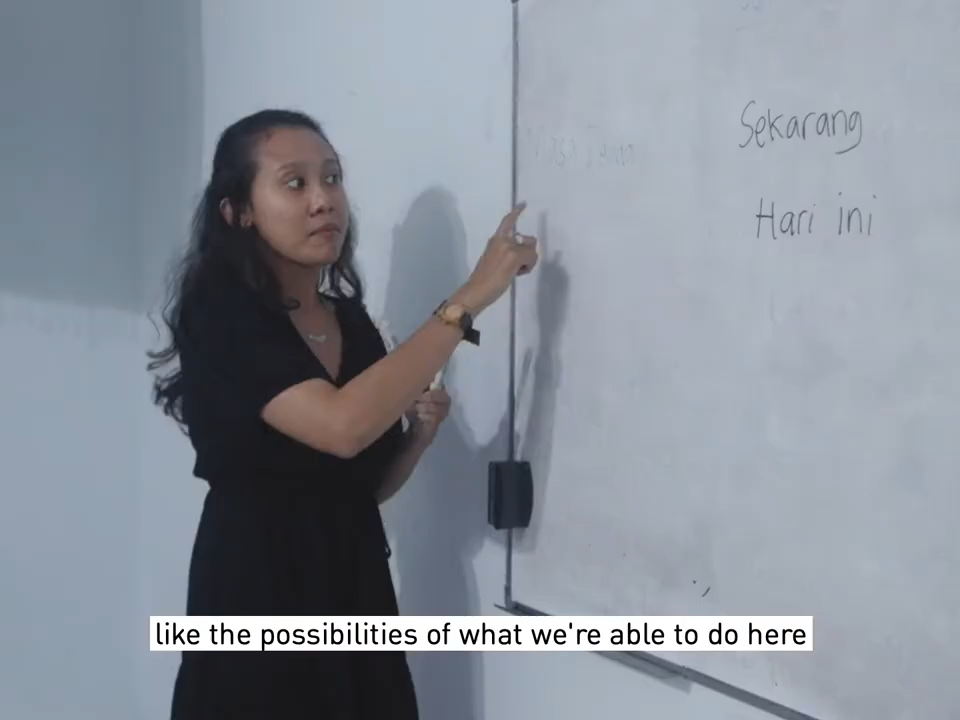 Sekarang
Hari ini
like the possibilities of what we're able to do here